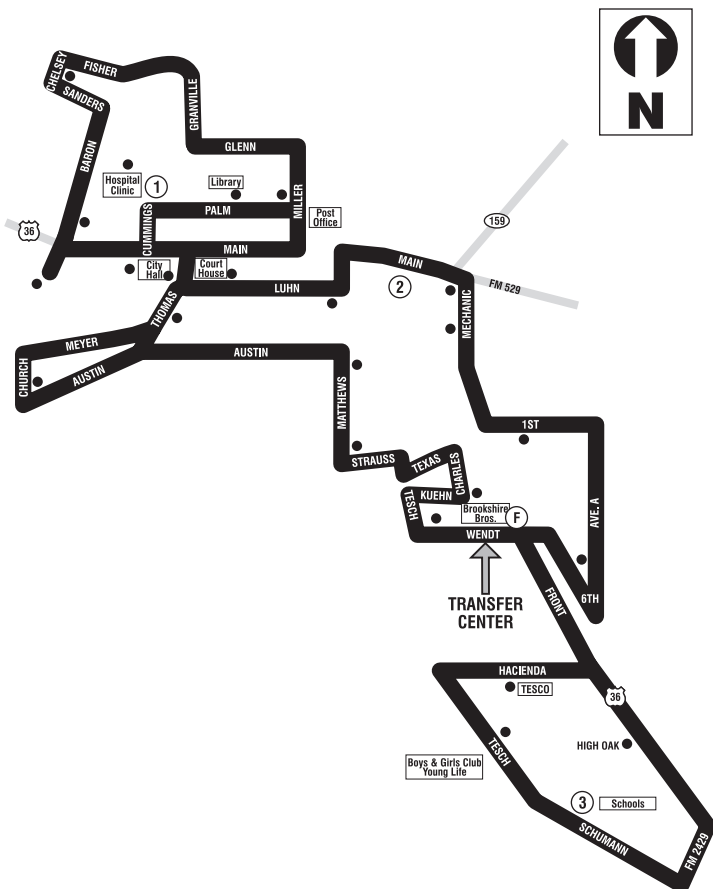 N
CHELSEY
FISHER
SANDERS
GRANVILLE
BARON
GLENN
Hospital
Clinic
1
Library
MILLER
159
CUMMINGS
PALM
Post
Office
36
MAIN
City
Hall
Court
House
MAIN
FM 529
THOMAS
LUHN
2
MECHANIC
MEYER
AUSTIN
CHURCH
AUSTIN
MATTHEWS
1ST
STRAUSS
TEXAS
CHARLES
KUEHN
TESCH
Brookshire
Bros.
F
AVE. A
WENDT
TRANSFER
CENTER
FRONT
6TH
HACIENDA
TESCO
36
TESCH
HIGH OAK
Boys & Girls Club
Young Life
3
Schools
SCHUMANN
FM 2429